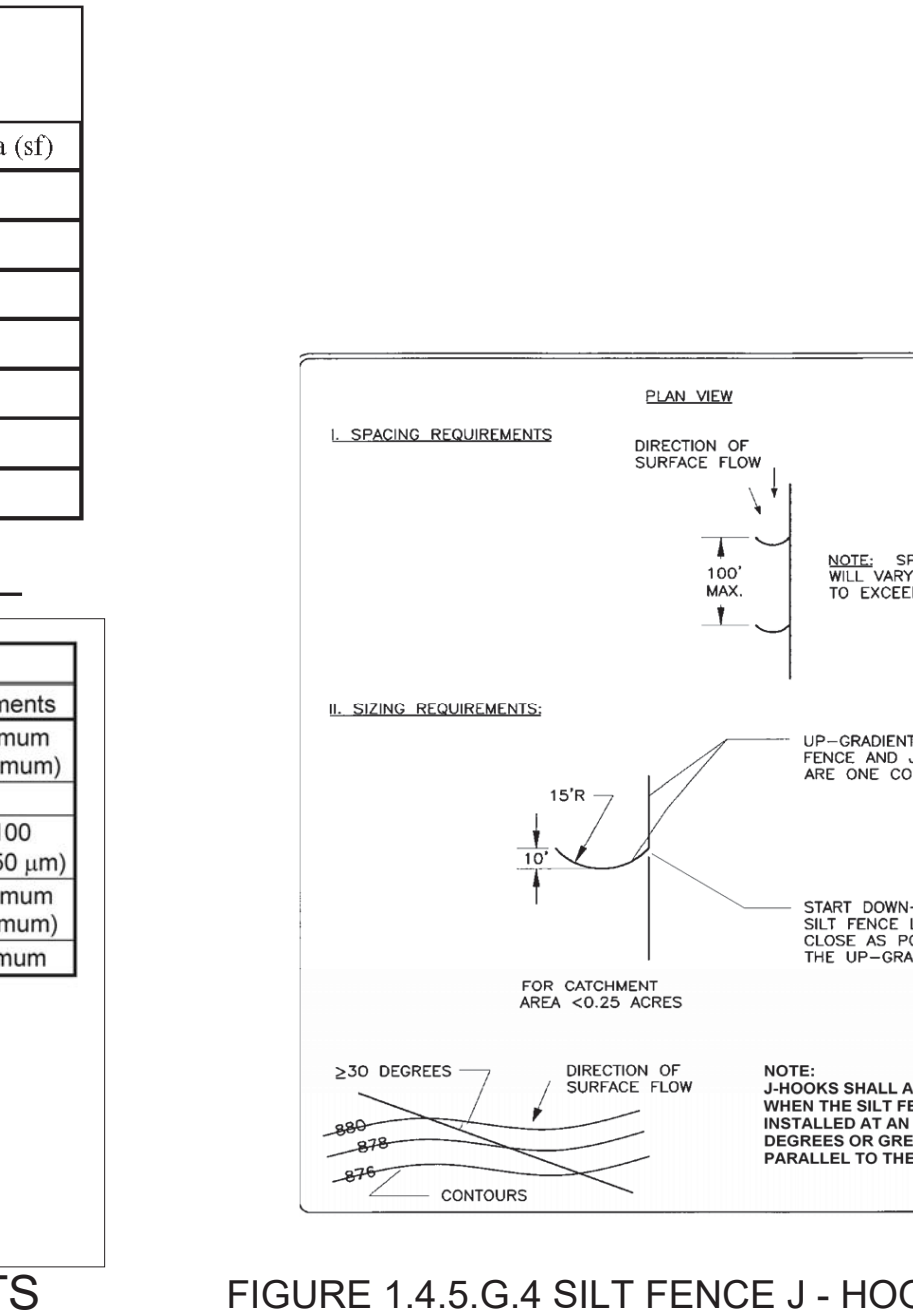 (sf)
ments
mum
mum)
100
μm)
mum
mum)
mum
TS
PLAN VIEW
I. SPACING REQUIREMENTS
DIRECTION OF
SURFACE FLOW
100'
MAX.
NOTE: SP
WILL VARY
TO EXCEE
II. SIZING REQUIREMENTS:
UP-GRADIENT
FENCE AND J
ARE ONE CO
15'R
10'
START DOWN-
SILT FENCE L
CLOSE AS PO
THE UP-GRA
FOR CATCHMENT
AREA <0.25 ACRES
≥30 DEGREES
DIRECTION OF
SURFACE FLOW
880
878
876
CONTOURS
NOTE:
J-HOOKS SHALL A
WHEN THE SILT FE
INSTALLED AT AN
DEGREES OR GRE
PARALLEL TO THE
FIGURE 1.4.5.G.4 SILT FENCE J - HOO